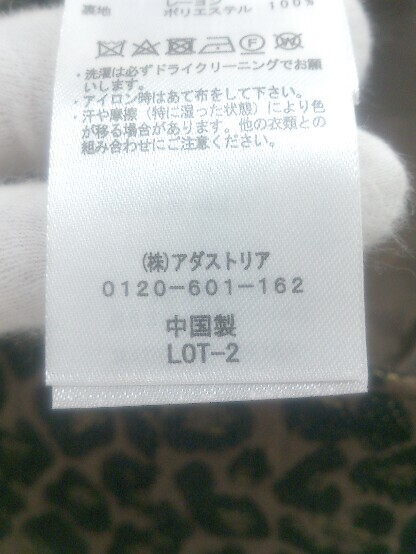 裏地
レーヨン
ポリエステル 100%
・洗濯は必ずドライクリーニングでお願
いします。
・アイロン時はあて布をして下さい。
・汗や摩擦（特に湿った状態）により色
が移る場合があります。他の衣類との
組み合わせにご注意ください。
(株)アダストリア
0120-601-162
中国製
LOT-2